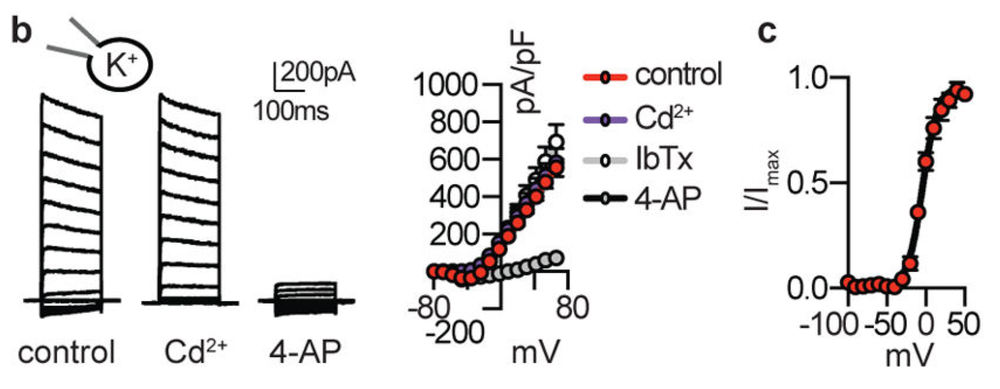 b
K⁺
200pA
100ms
control
Cd²⁺
4-AP
pA/pF
1000
800
600
400
200
-80
80
-200
mV
control
Cd²⁺
IbTx
4-AP
c
1.0
0.5
0.0
I/Imax
-100
-50
0
50
mV